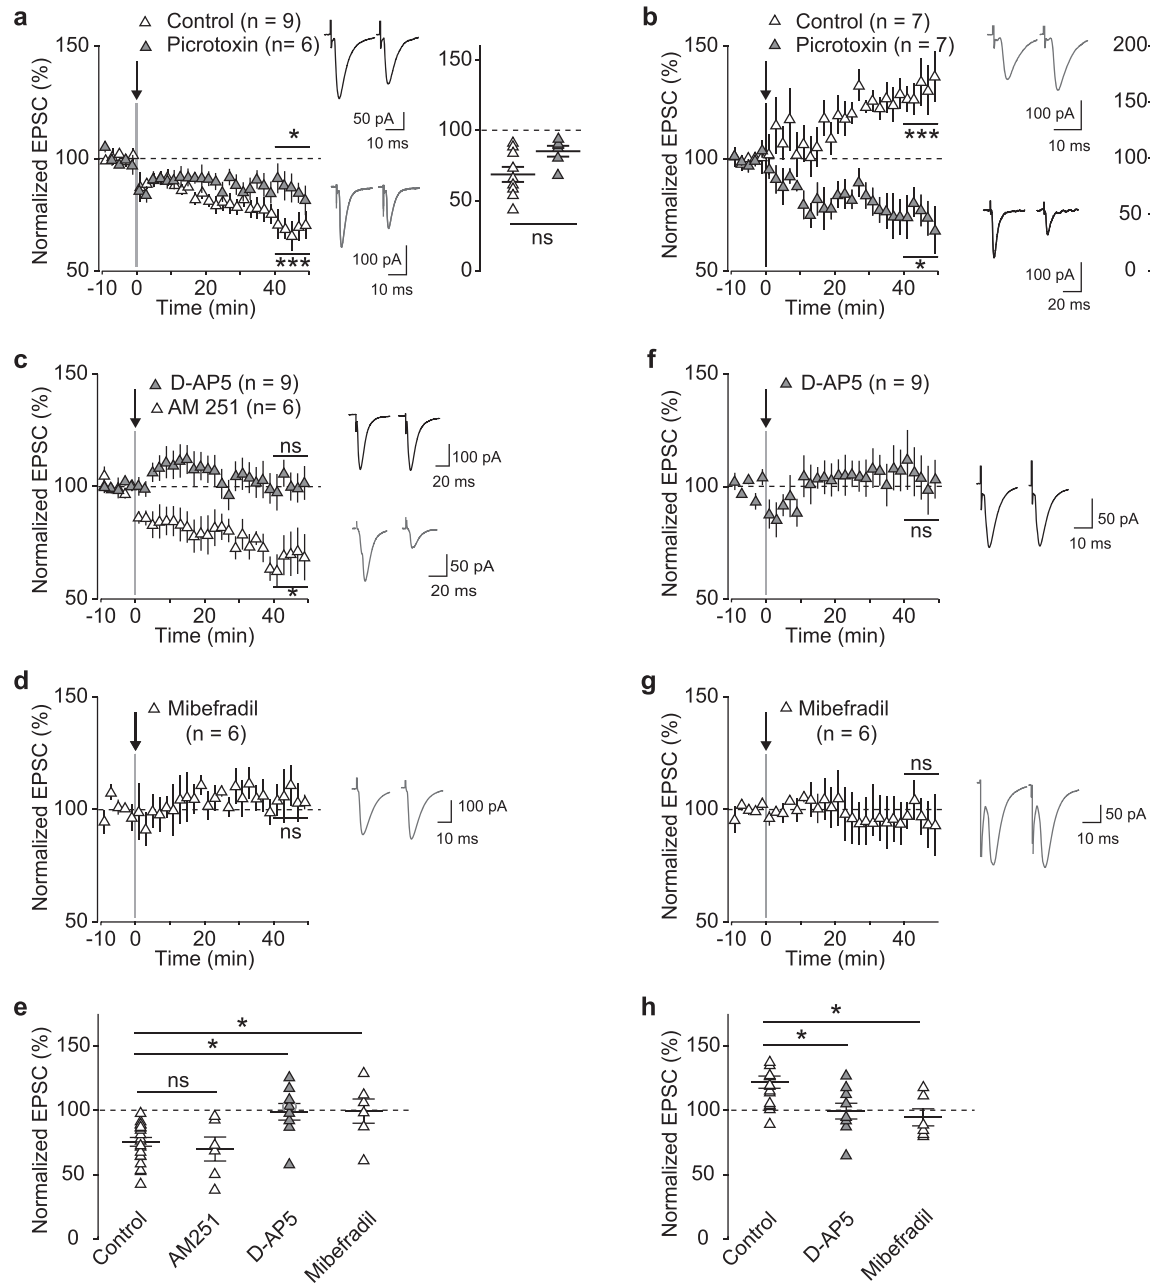 a
Control (n = 9)
Picrotoxin (n= 6)
Normalized EPSC (%)
150
100
50
-10 0 20 40
Time (min)
*
***
50 pA
10 ms
100 pA
10 ms
150
100
50
0
ns
b
Control (n = 7)
Picrotoxin (n = 7)
Normalized EPSC (%)
150
100
50
-10 0 20 40
Time (min)
***
*
100 pA
10 ms
100 pA
20 ms
200
150
100
50
0
c
D-AP5 (n = 9)
AM 251 (n= 6)
Normalized EPSC (%)
150
100
50
-10 0 20 40
Time (min)
ns
*
100 pA
20 ms
50 pA
20 ms
f
D-AP5 (n = 9)
Normalized EPSC (%)
150
100
50
-10 0 20 40
Time (min)
ns
50 pA
10 ms
d
Mibefradil
(n = 6)
Normalized EPSC (%)
150
100
50
-10 0 20 40
Time (min)
ns
100 pA
10 ms
g
Mibefradil
(n = 6)
Normalized EPSC (%)
150
100
50
-10 0 20 40
Time (min)
ns
50 pA
10 ms
e
Normalized EPSC (%)
150
100
50
0
*
*
ns
Control
AM251
D-AP5
Mibefradil
h
Normalized EPSC (%)
150
100
50
0
*
*
Control
D-AP5
Mibefradil